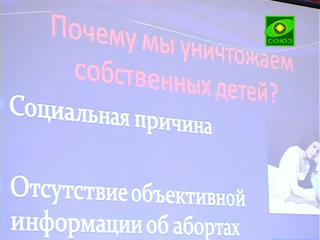 СОЮЗ
Почему мы уничтожаем
собственных детей?
Социальная причина
Отсутствие объективной
информации об абортах